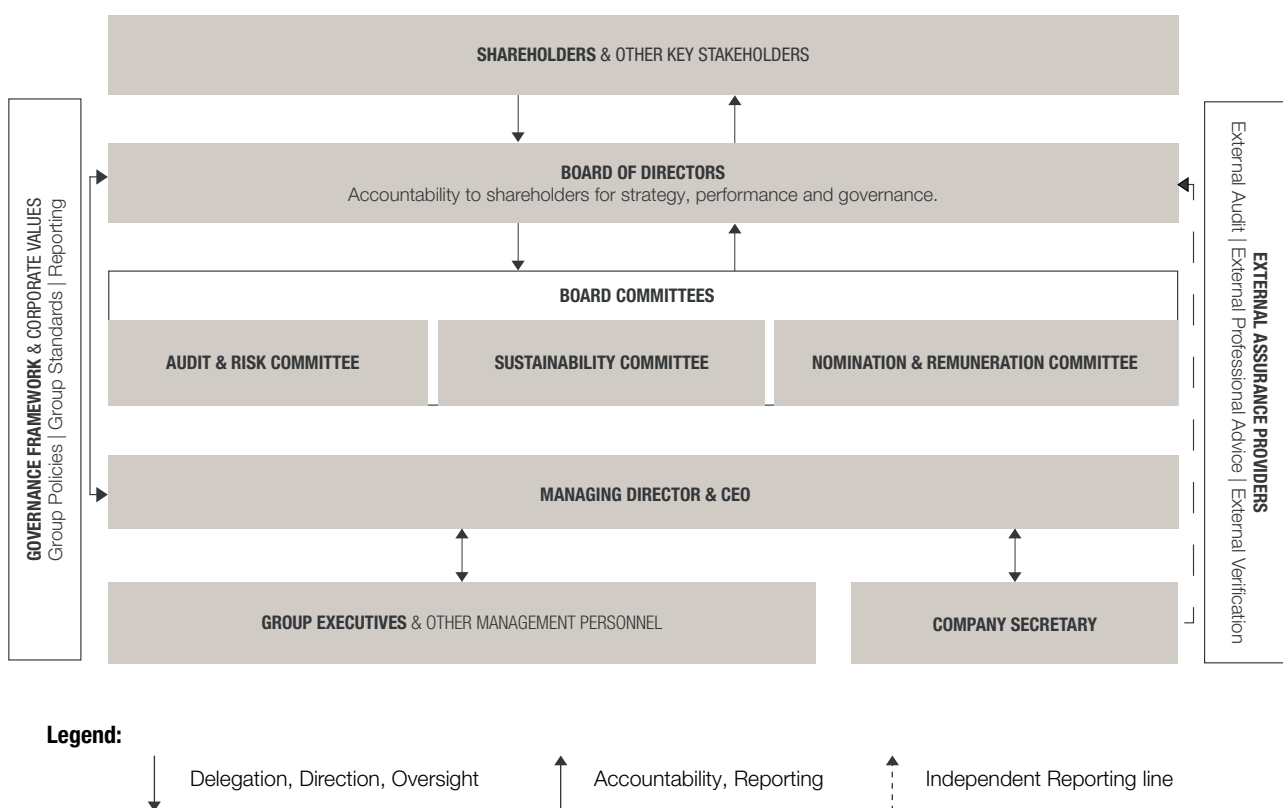 SHAREHOLDERS & OTHER KEY STAKEHOLDERS
GOVERNANCE FRAMEWORK & CORPORATE VALUES
Group Policies | Group Standards | Reporting
BOARD OF DIRECTORS
Accountability to shareholders for strategy, performance and governance.
BOARD COMMITTEES
AUDIT & RISK COMMITTEE
SUSTAINABILITY COMMITTEE
NOMINATION & REMUNERATION COMMITTEE
MANAGING DIRECTOR & CEO
GROUP EXECUTIVES & OTHER MANAGEMENT PERSONNEL
COMPANY SECRETARY
EXTERNAL ASSURANCE PROVIDERS
External Audit | External Professional Advice | External Verification
Legend:
Delegation, Direction, Oversight
Accountability, Reporting
Independent Reporting line